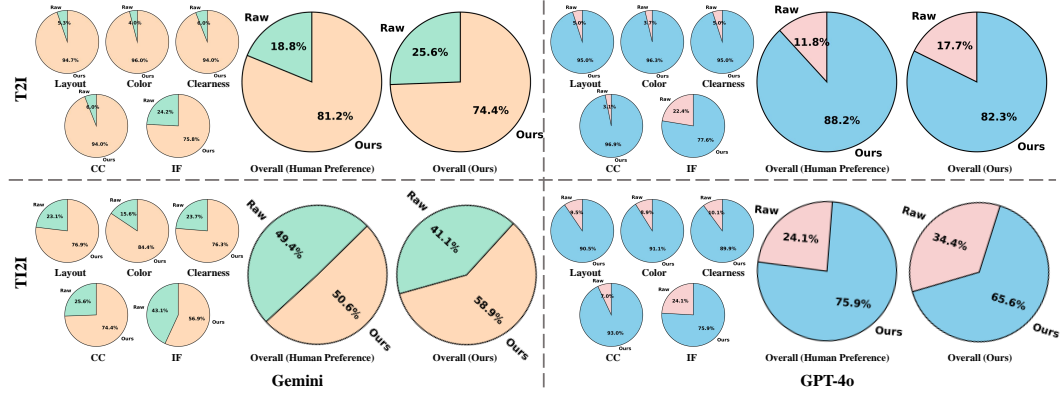 T2I
Raw
5.3%
94.7%
Ours
Layout
Raw
4.0%
96.0%
Ours
Color
Raw
6.0%
94.0%
Ours
Clearness
Raw
6.0%
94.0%
Ours
CC
Raw
24.2%
75.8%
Ours
IF
Raw
18.8%
81.2%
Ours
Overall (Human Preference)
Raw
25.6%
74.4%
Ours
Overall (Ours)
Raw
5.0%
95.0%
Ours
Layout
Raw
3.7%
96.3%
Ours
Color
Raw
5.0%
95.0%
Ours
Clearness
Raw
3.1%
96.9%
Ours
CC
Raw
22.4%
77.6%
Ours
IF
Raw
11.8%
88.2%
Ours
Overall (Human Preference)
Raw
17.7%
82.3%
Ours
Overall (Ours)
TI2I
Raw
23.1%
76.9%
Ours
Layout
Raw
15.6%
84.4%
Ours
Color
Raw
23.7%
76.3%
Ours
Clearness
Raw
25.6%
74.4%
Ours
CC
Raw
43.1%
56.9%
Ours
IF
Raw
49.4%
50.6%
Ours
Overall (Human Preference)
Raw
41.1%
58.9%
Ours
Overall (Ours)
Gemini
Raw
9.5%
90.5%
Ours
Layout
Raw
8.9%
91.1%
Ours
Color
Raw
10.1%
89.9%
Ours
Clearness
Raw
7.0%
93.0%
Ours
CC
Raw
24.1%
75.9%
Ours
IF
Raw
24.1%
75.9%
Ours
Overall (Human Preference)
Raw
34.4%
65.6%
Ours
Overall (Ours)
GPT-4o